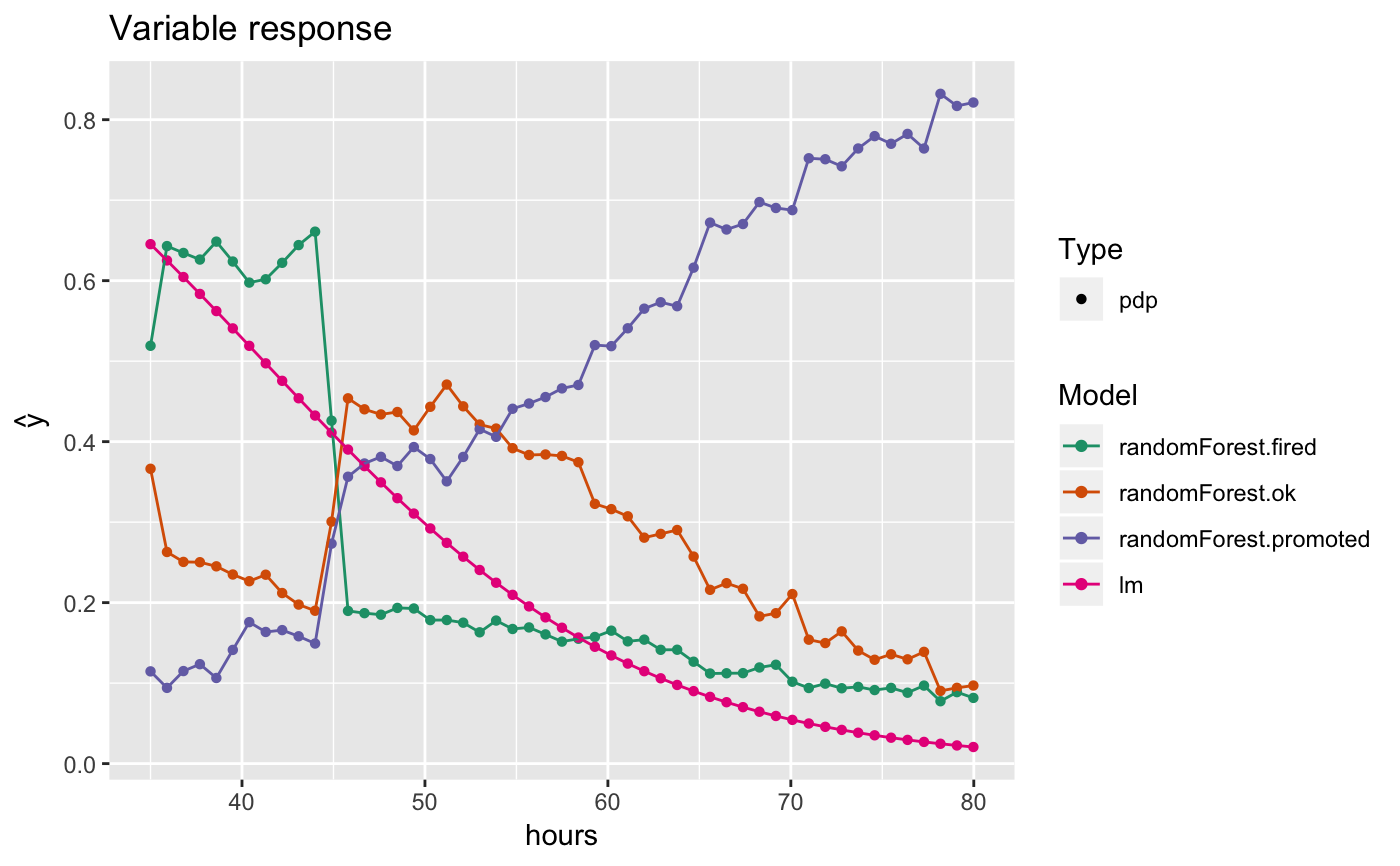 Variable response
0.8
0.6
0.4
0.2
0.0
ŷ
40 50 60 70 80
hours
Type
pdp
Model
randomForest.fired
randomForest.ok
randomForest.promoted
lm